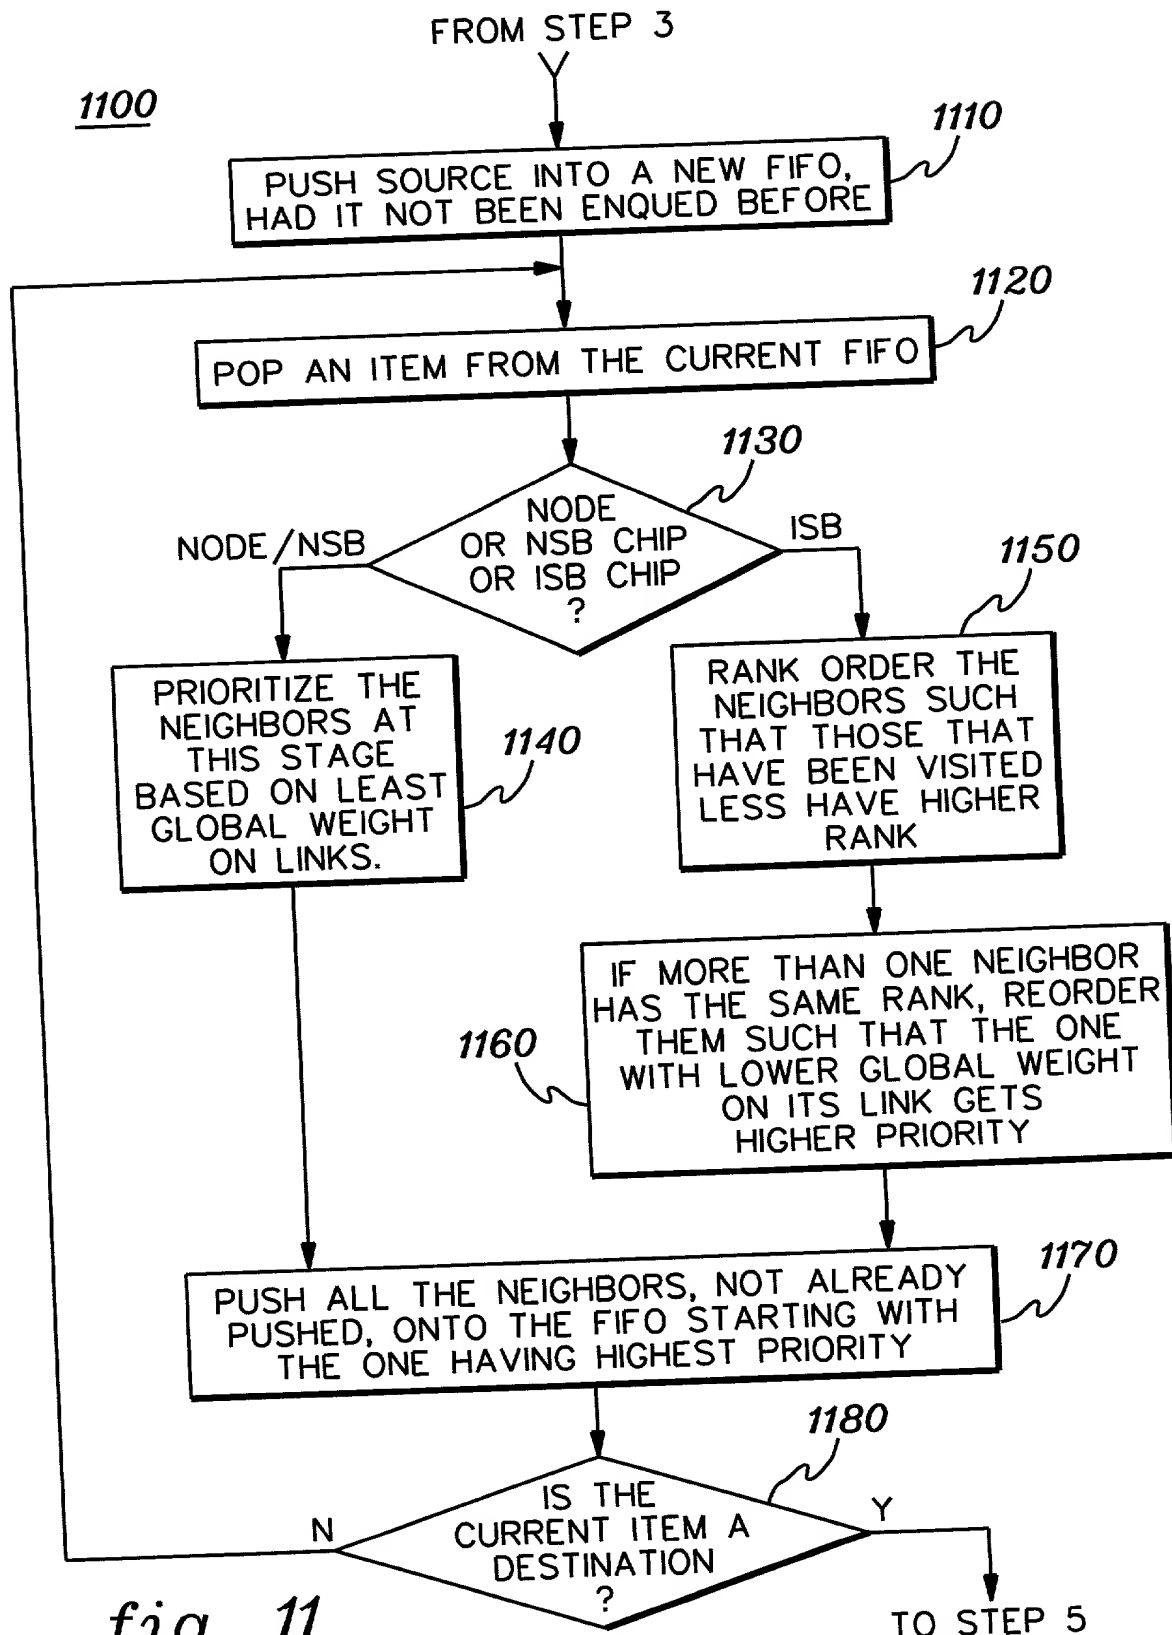 FROM STEP 3
1100
1110
PUSH SOURCE INTO A NEW FIFO,
HAD IT NOT BEEN ENQUED BEFORE
1120
POP AN ITEM FROM THE CURRENT FIFO
1130
NODE
OR NSB CHIP
OR ISB CHIP
?
NODE/NSB
ISB
1150
PRIORITIZE THE
NEIGHBORS AT
THIS STAGE
BASED ON LEAST
GLOBAL WEIGHT
ON LINKS.
1140
RANK ORDER THE
NEIGHBORS SUCH
THAT THOSE THAT
HAVE BEEN VISITED
LESS HAVE HIGHER
RANK
1160
IF MORE THAN ONE NEIGHBOR
HAS THE SAME RANK, REORDER
THEM SUCH THAT THE ONE
WITH LOWER GLOBAL WEIGHT
ON ITS LINK GETS
HIGHER PRIORITY
1170
PUSH ALL THE NEIGHBORS, NOT ALREADY
PUSHED, ONTO THE FIFO STARTING WITH
THE ONE HAVING HIGHEST PRIORITY
1180
IS THE
CURRENT ITEM A
DESTINATION
?
N
Y
fig. 11
TO STEP 5